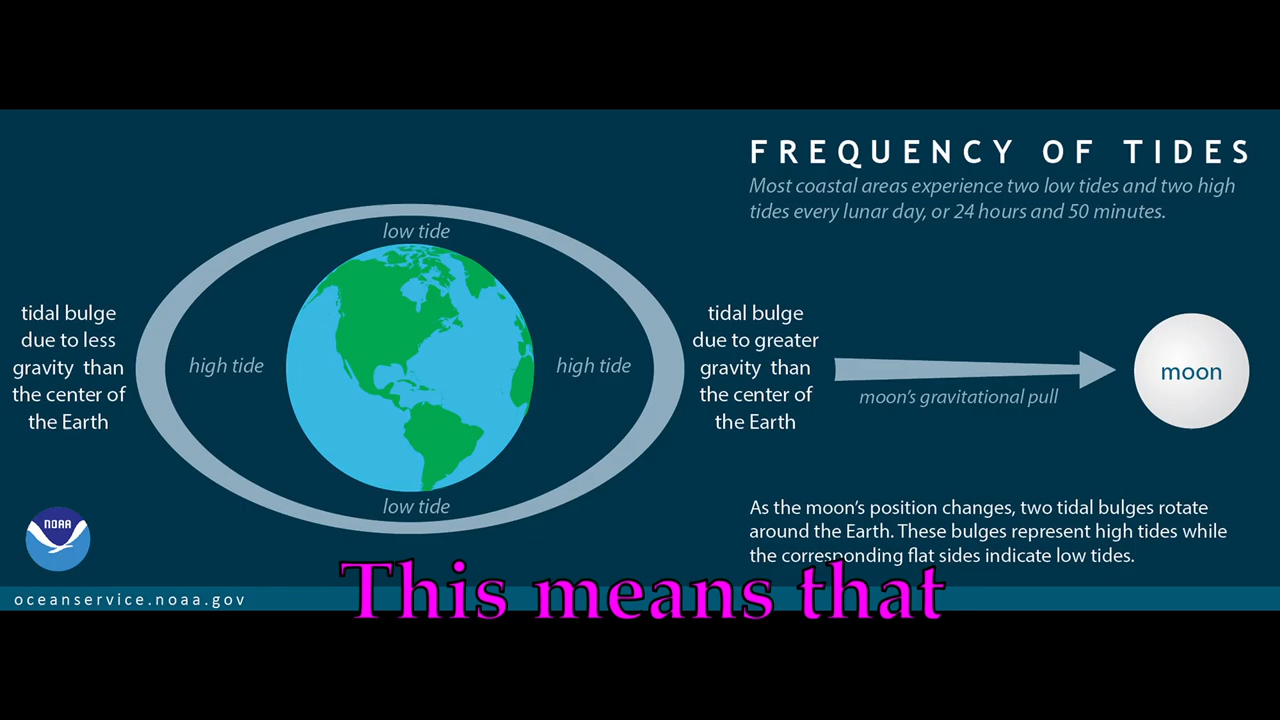 FREQUENCY OF TIDES
Most coastal areas experience two low tides and two high
tides every lunar day, or 24 hours and 50 minutes.
low tide
tidal bulge
due to less
gravity than
the center of
the Earth
high tide
high tide
tidal bulge
due to greater
gravity than
the center of
the Earth
moon's gravitational pull
moon
low tide
As the moon's position changes, two tidal bulges rotate
around the Earth. These bulges represent high tides while
the corresponding flat sides indicate low tides.
NOAA
oceanservice.noaa.gov
This means that